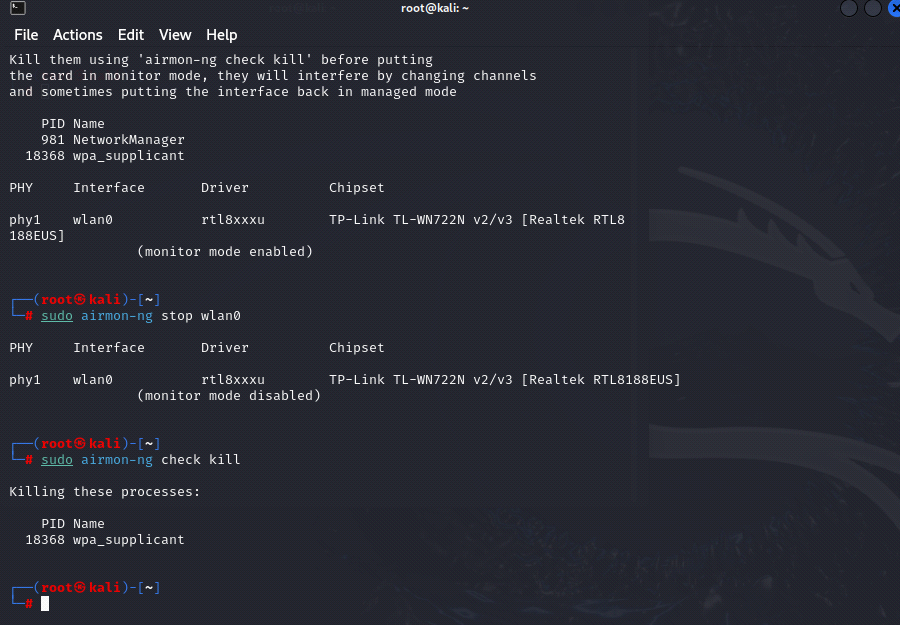 root@kali: ~
File Actions Edit View Help
Kill them using 'airmon-ng check kill' before putting
the card in monitor mode, they will interfere by changing channels
and sometimes putting the interface back in managed mode
PID Name
981 NetworkManager
18368 wpa_supplicant
PHY Interface Driver Chipset
phy1 wlan0 rtl8xxxu TP-Link TL-WN722N v2/v3 [Realtek RTL8
188EUS]
(monitor mode enabled)
┌──(root㉿kali)-[~]
└─# sudo airmon-ng stop wlan0
PHY Interface Driver Chipset
phy1 wlan0 rtl8xxxu TP-Link TL-WN722N v2/v3 [Realtek RTL8188EUS]
(monitor mode disabled)
┌──(root㉿kali)-[~]
└─# sudo airmon-ng check kill
Killing these processes:
PID Name
18368 wpa_supplicant
┌──(root㉿kali)-[~]
└─#